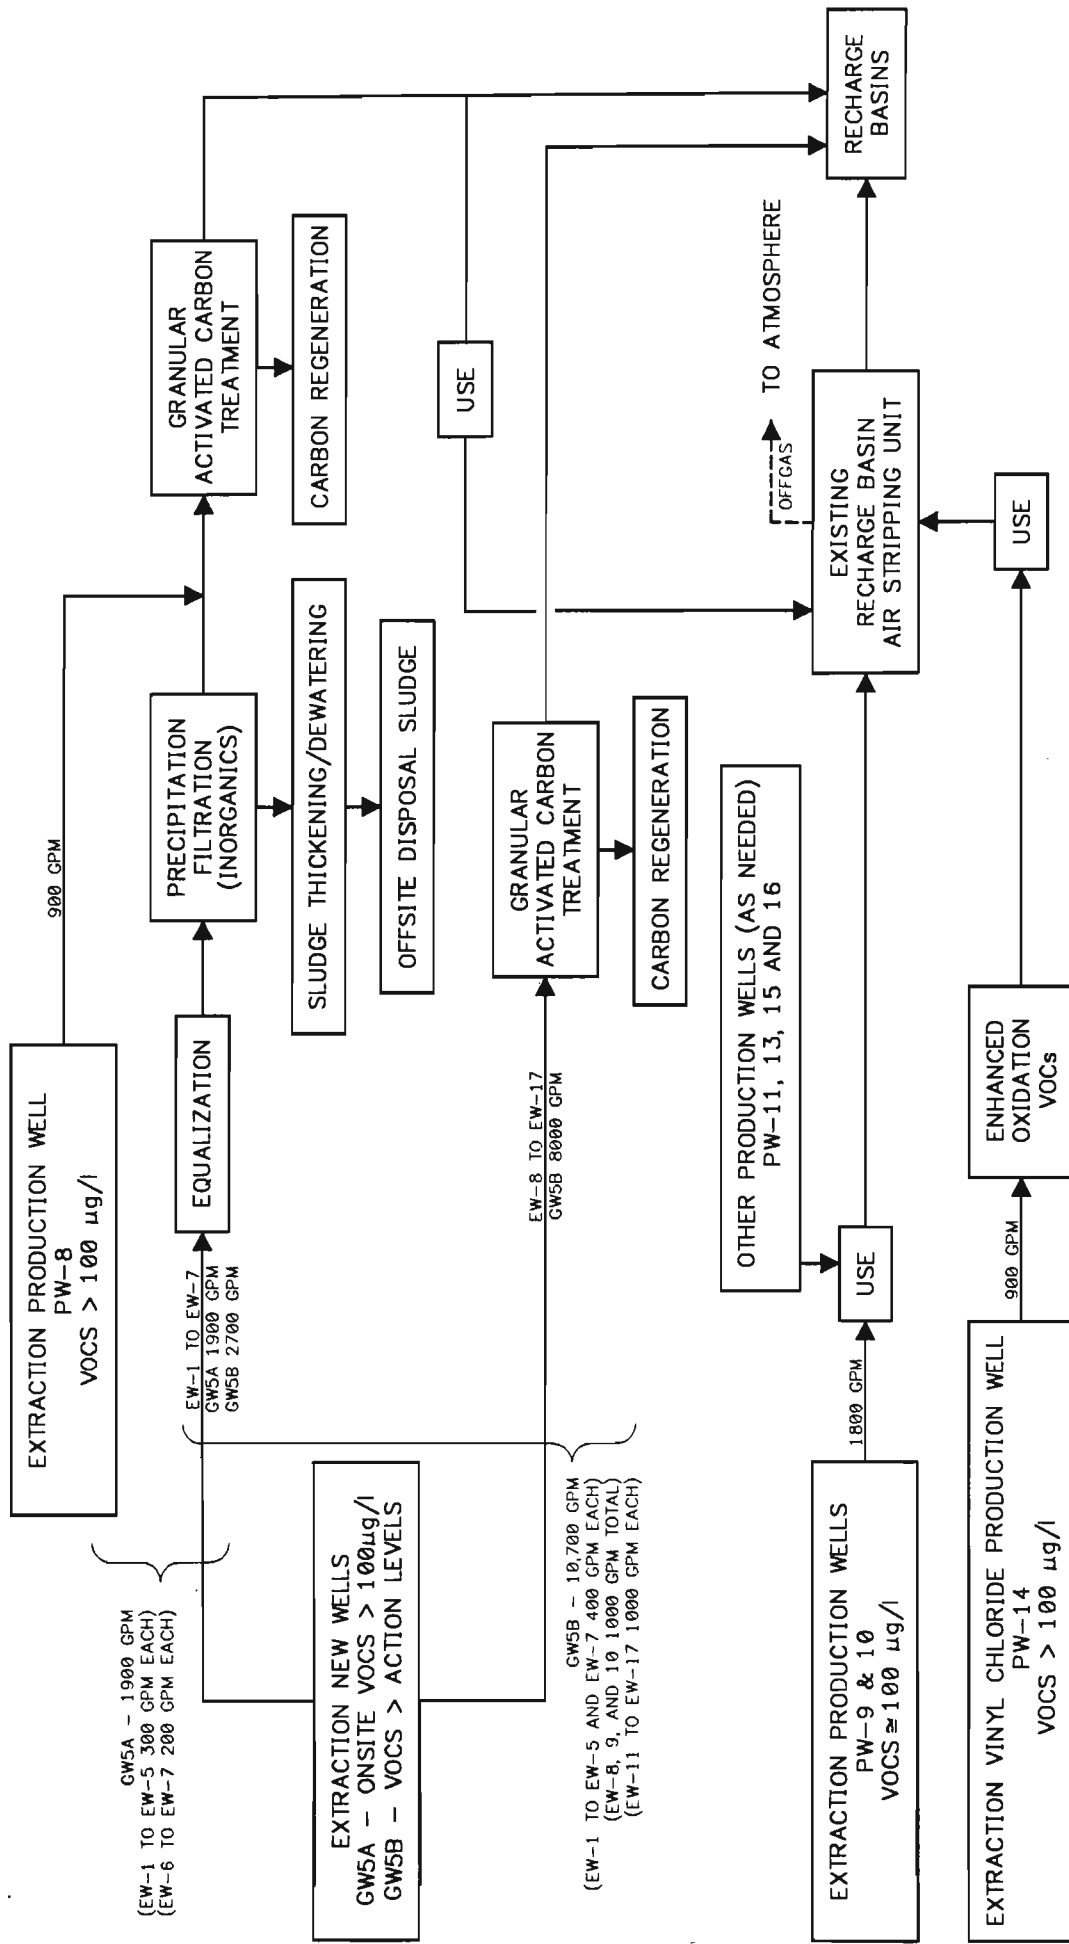 EXTRACTION PRODUCTION WELL
PW-8
VOCS > 100 µg/l
900 GPM
GW5A - 1900 GPM
(EW-1 TO EW-5 300 GPM EACH)
(EW-6 TO EW-7 200 GPM EACH)
EW-1 TO EW-7
GW5A 1900 GPM
GW5B 2700 GPM
EQUALIZATION
PRECIPITATION
FILTRATION
(INORGANICS)
GRANULAR
ACTIVATED CARBON
TREATMENT
SLUDGE THICKENING/DEWATERING
OFFSITE DISPOSAL SLUDGE
CARBON REGENERATION
USE
EXTRACTION NEW WELLS
GW5A - ONSITE VOCS > 100µg/l
GW5B - VOCS > ACTION LEVELS
EW-8 TO EW-17
GW5B 8000 GPM
GRANULAR
ACTIVATED CARBON
TREATMENT
CARBON REGENERATION
GW5B - 10,700 GPM
(EW-1 TO EW-5 AND EW-7 400 GPM EACH)
(EW-8, 9, AND 10 1000 GPM TOTAL)
(EW-11 TO EW-17 1000 GPM EACH)
OTHER PRODUCTION WELLS (AS NEEDED)
PW-11, 13, 15 AND 16
OFFGAS
TO ATMOSPHERE
EXTRACTION PRODUCTION WELLS
PW-9 & 10
VOCS ≅ 100 µg/l
1800 GPM
USE
EXISTING
RECHARGE BASIN
AIR STRIPPING UNIT
RECHARGE
BASINS
EXTRACTION VINYL CHLORIDE PRODUCTION WELL
PW-14
VOCS > 100 µg/l
900 GPM
ENHANCED
OXIDATION
VOCs
USE